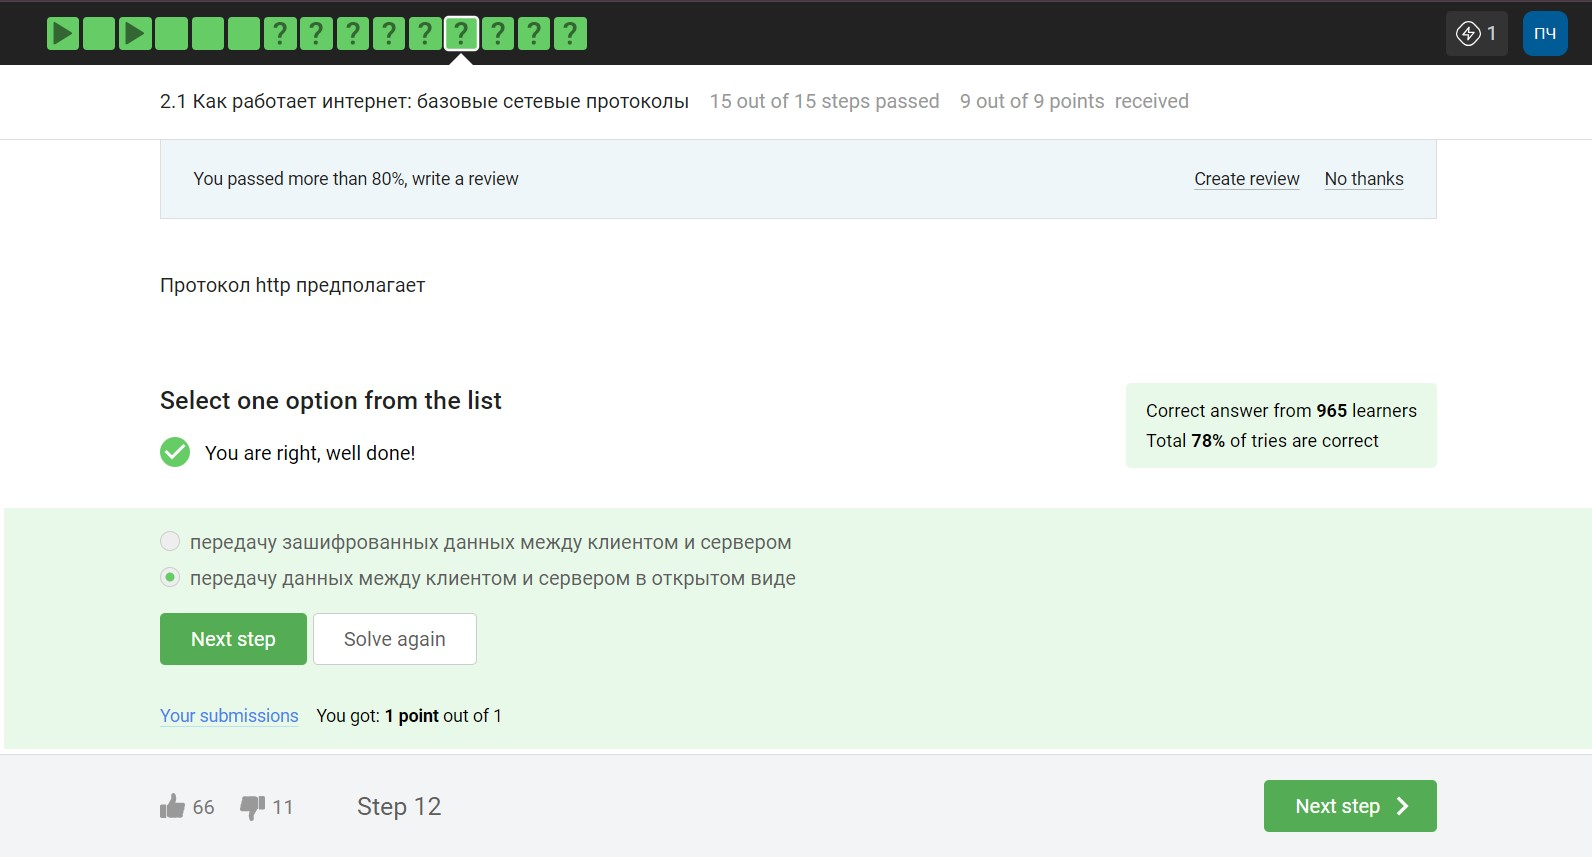 ? ? ? ? ? ? ? ? ?
1
ПЧ
2.1 Как работает интернет: базовые сетевые протоколы 15 out of 15 steps passed 9 out of 9 points received
You passed more than 80%, write a review
Create review No thanks
Протокол http предполагает
Select one option from the list
You are right, well done!
Correct answer from 965 learners
Total 78% of tries are correct
передачу зашифрованных данных между клиентом и сервером
передачу данных между клиентом и сервером в открытом виде
Next step Solve again
Your submissions You got: 1 point out of 1
66 11 Step 12
Next step